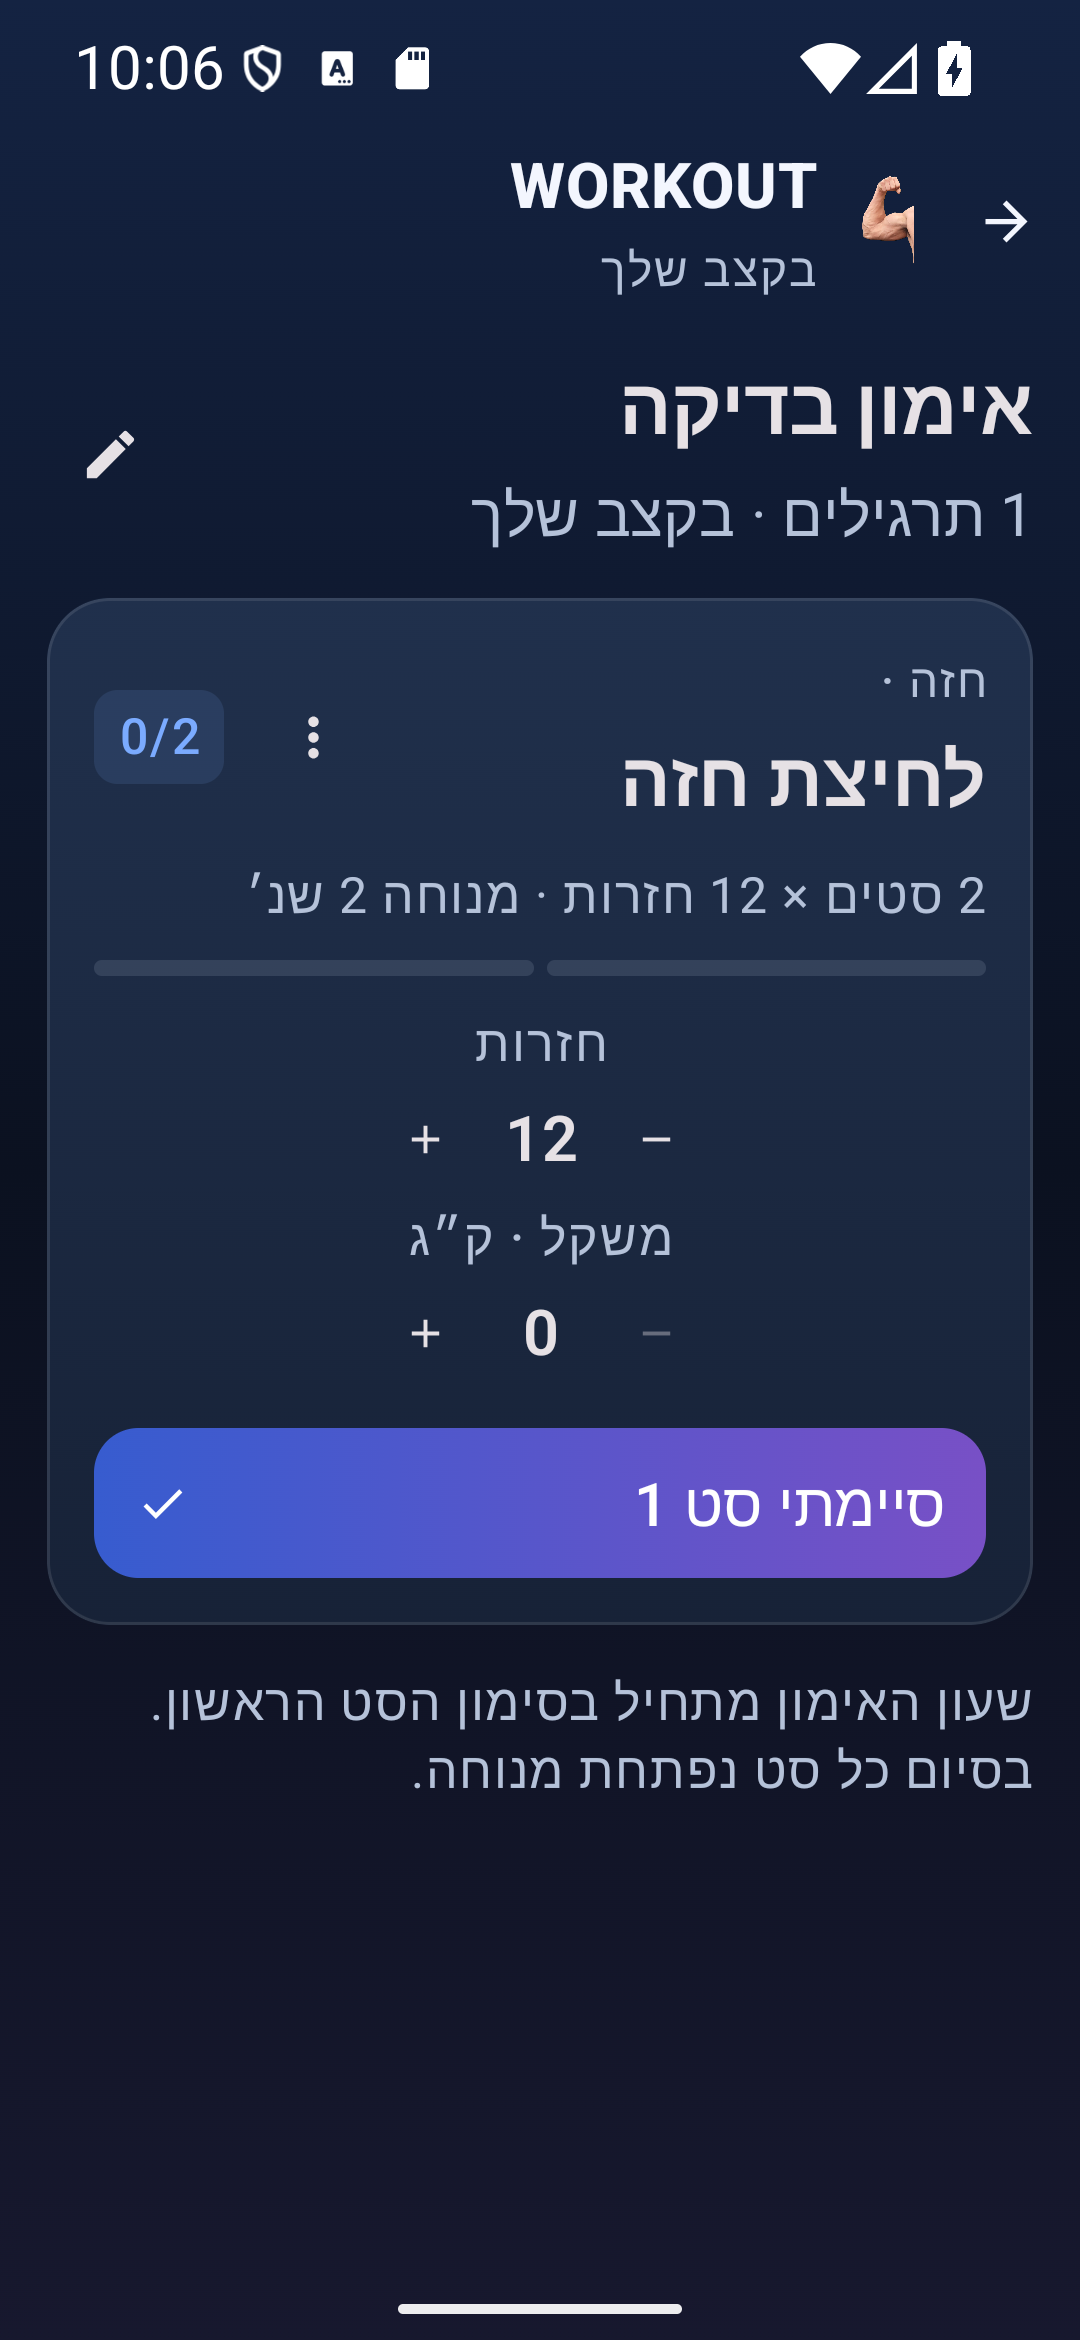 10:06
WORKOUT
בקצב שלך
אימון בדיקה
1 תרגילים · בקצב שלך
חזה ·
0/2
לחיצת חזה
2 סטים × 12 חזרות · מנוחה 2 שנ׳
חזרות
− 12 +
משקל · ק״ג
− 0 +
סיימתי סט 1
שעון האימון מתחיל בסימון הסט הראשון.
בסיום כל סט נפתחת מנוחה.